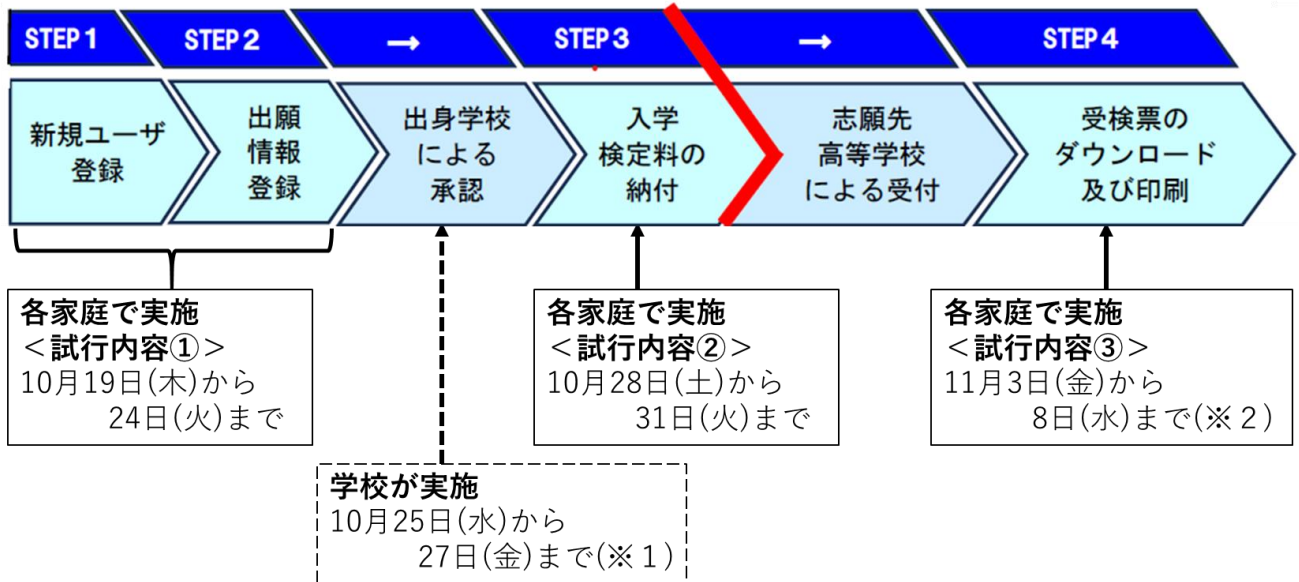 STEP 1
STEP 2
→
STEP 3
→
STEP 4
新規ユーザ
登録
出願
情報
登録
出身学校
による
承認
入学
検定料の
納付
志願先
高等学校
による受付
受検票の
ダウンロード
及び印刷
各家庭で実施
＜試行内容①＞
10月19日(木)から
24日(火)まで
各家庭で実施
＜試行内容②＞
10月28日(土)から
31日(火)まで
各家庭で実施
＜試行内容③＞
11月3日(金)から
8日(水)まで(※２)
学校が実施
10月25日(水)から
27日(金)まで(※１)